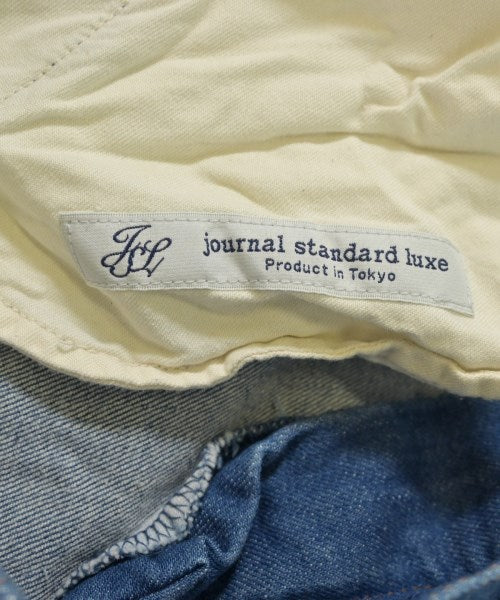 JSL
journal standard luxe
Product in Tokyo